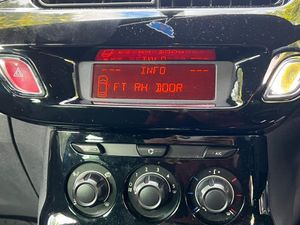 --- INFO ---
FT RH DOOR
A/C